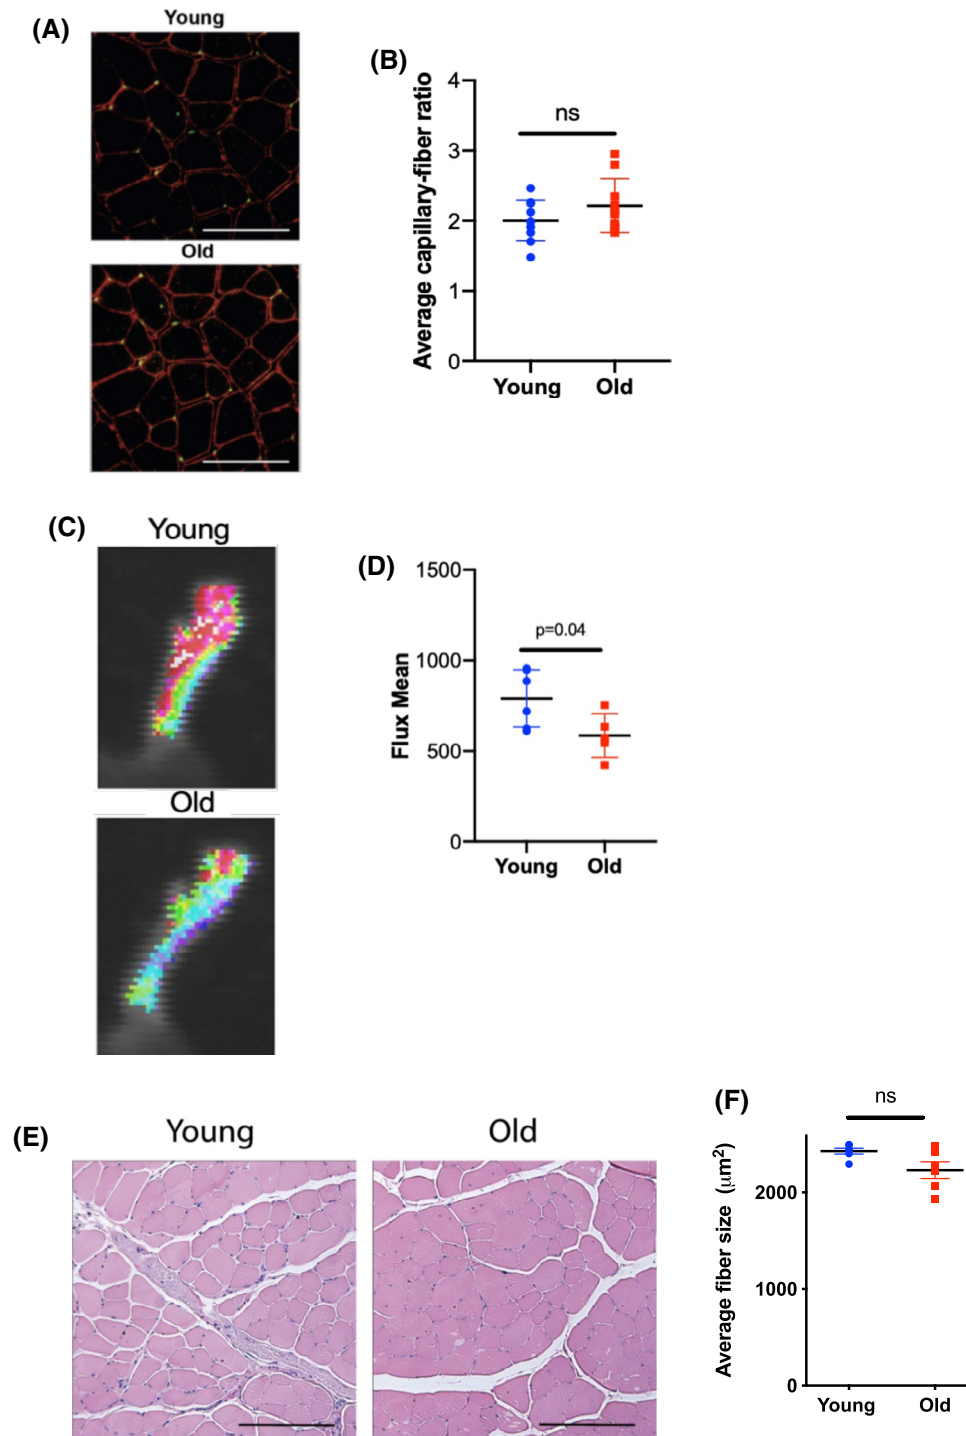 (A)
Young
Old
(B)
Average capillary-fiber ratio
4
3
2
1
0
ns
Young
Old
(C)
Young
Old
(D)
Flux Mean
1500
1000
500
0
p=0.04
Young
Old
(E)
Young
Old
(F)
Average fiber size (μm²)
2000
1000
0
ns
Young
Old